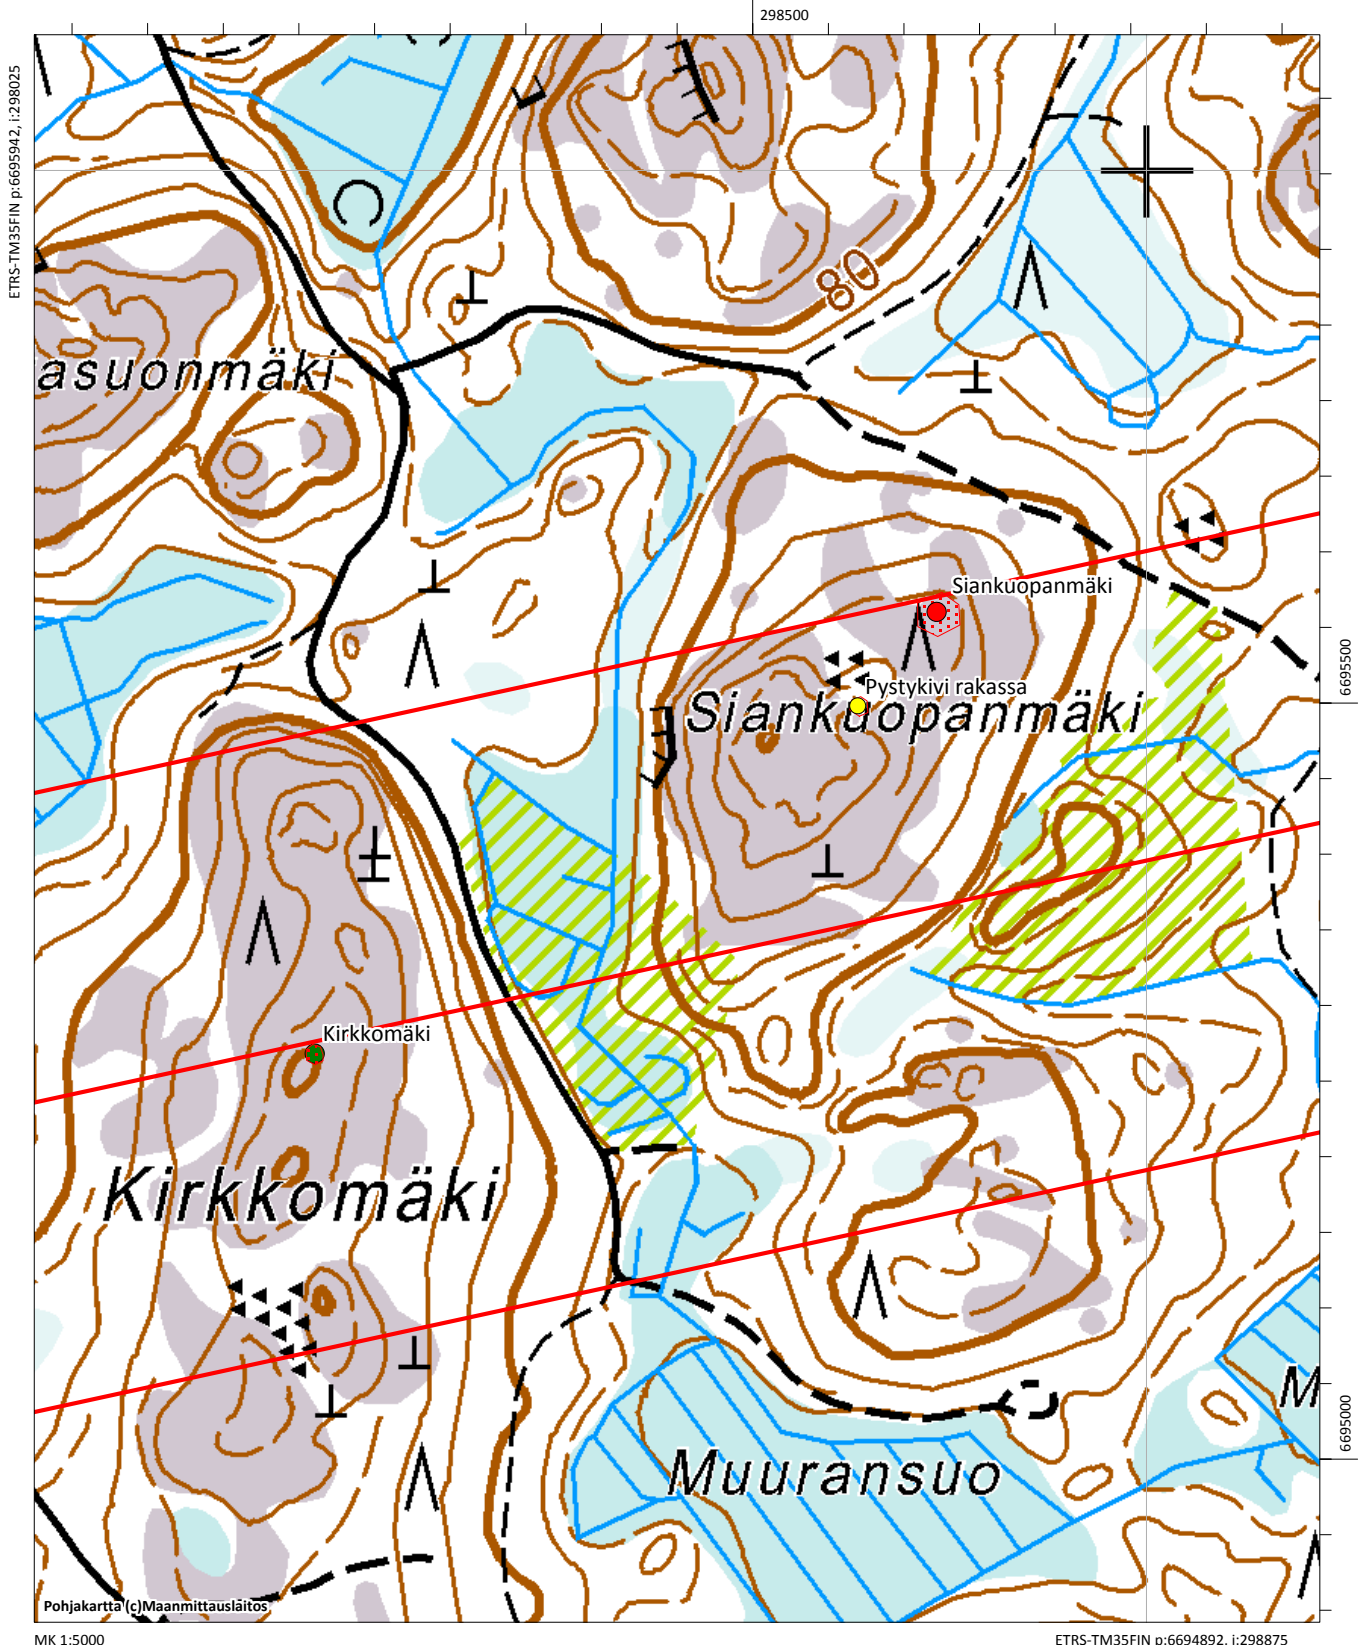 298500
ETRS-TM35FIN p:6695942, i:298025
80
asuonmäki
Siankuopanmäki
Pystykivi rakassa
Siankuopanmäki
6695500
Kirkkomäki
Kirkkomäki
M
6695000
Muuransuo
Pohjakartta (c)Maanmittauslaitos
MK 1:5000
ETRS-TM35FIN p:6694892, i:298875